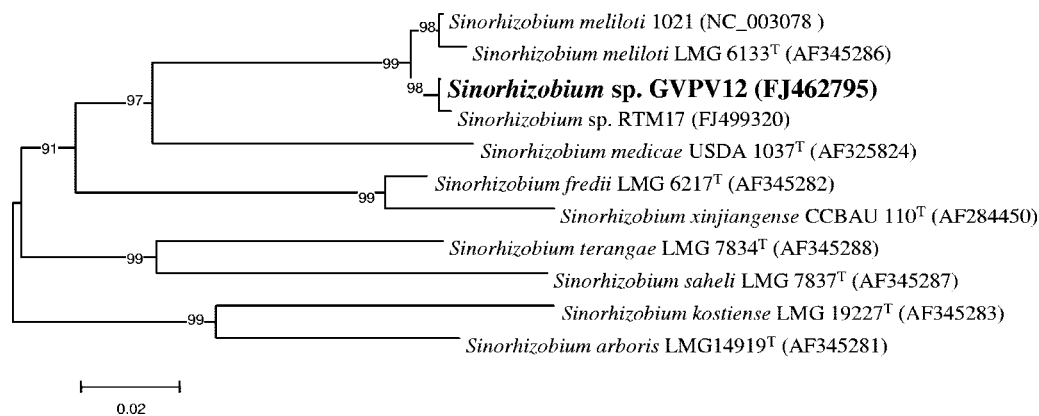 98 Sinorhizobium meliloti 1021 (NC_003078 )
Sinorhizobium meliloti LMG 6133T (AF345286)
99
98 Sinorhizobium sp. GVPV12 (FJ462795)
97
Sinorhizobium sp. RTM17 (FJ499320)
91
Sinorhizobium medicae USDA 1037T (AF325824)
Sinorhizobium fredii LMG 6217T (AF345282)
99
Sinorhizobium xinjiangense CCBAU 110T (AF284450)
Sinorhizobium terangae LMG 7834T (AF345288)
99
Sinorhizobium saheli LMG 7837T (AF345287)
Sinorhizobium kostiense LMG 19227T (AF345283)
99
Sinorhizobium arboris LMG14919T (AF345281)
0.02